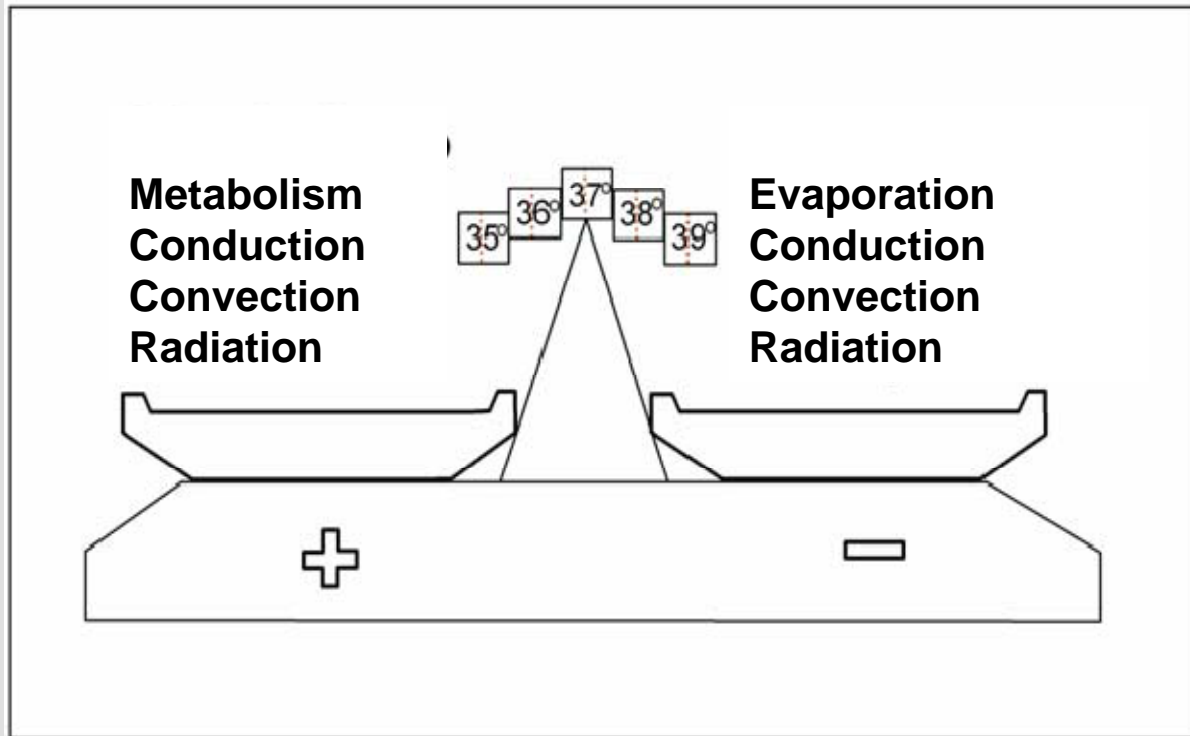 Metabolism
Conduction
Convection
Radiation
35° 36° 37° 38° 39°
Evaporation
Conduction
Convection
Radiation
+
−